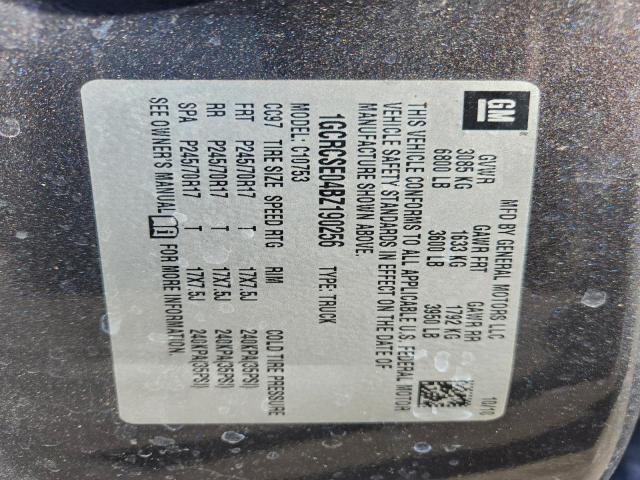 GM
MFD BY GENERAL MOTORS LLC 10/10
GVWR GAWR FRT GAWR RR
3085 KG 1633 KG 1792 KG
6800 LB 3600 LB 3950 LB
THIS VEHICLE CONFORMS TO ALL APPLICABLE U.S. FEDERAL MOTOR
VEHICLE SAFETY STANDARDS IN EFFECT ON THE DATE OF
MANUFACTURE SHOWN ABOVE.
1GCRCSE04BZ190256 TYPE: TRUCK
MODEL: C10753
CC97 TIRE SIZE SPEED RTG RIM COLD TIRE PRESSURE
FRT P245/70R17 T 17X7.5J 240KPA(35PSI)
RR P245/70R17 T 17X7.5J 240KPA(35PSI)
SPA P245/70R17 T 17X7.5J 240KPA(35PSI)
SEE OWNER'S MANUAL FOR MORE INFORMATION.